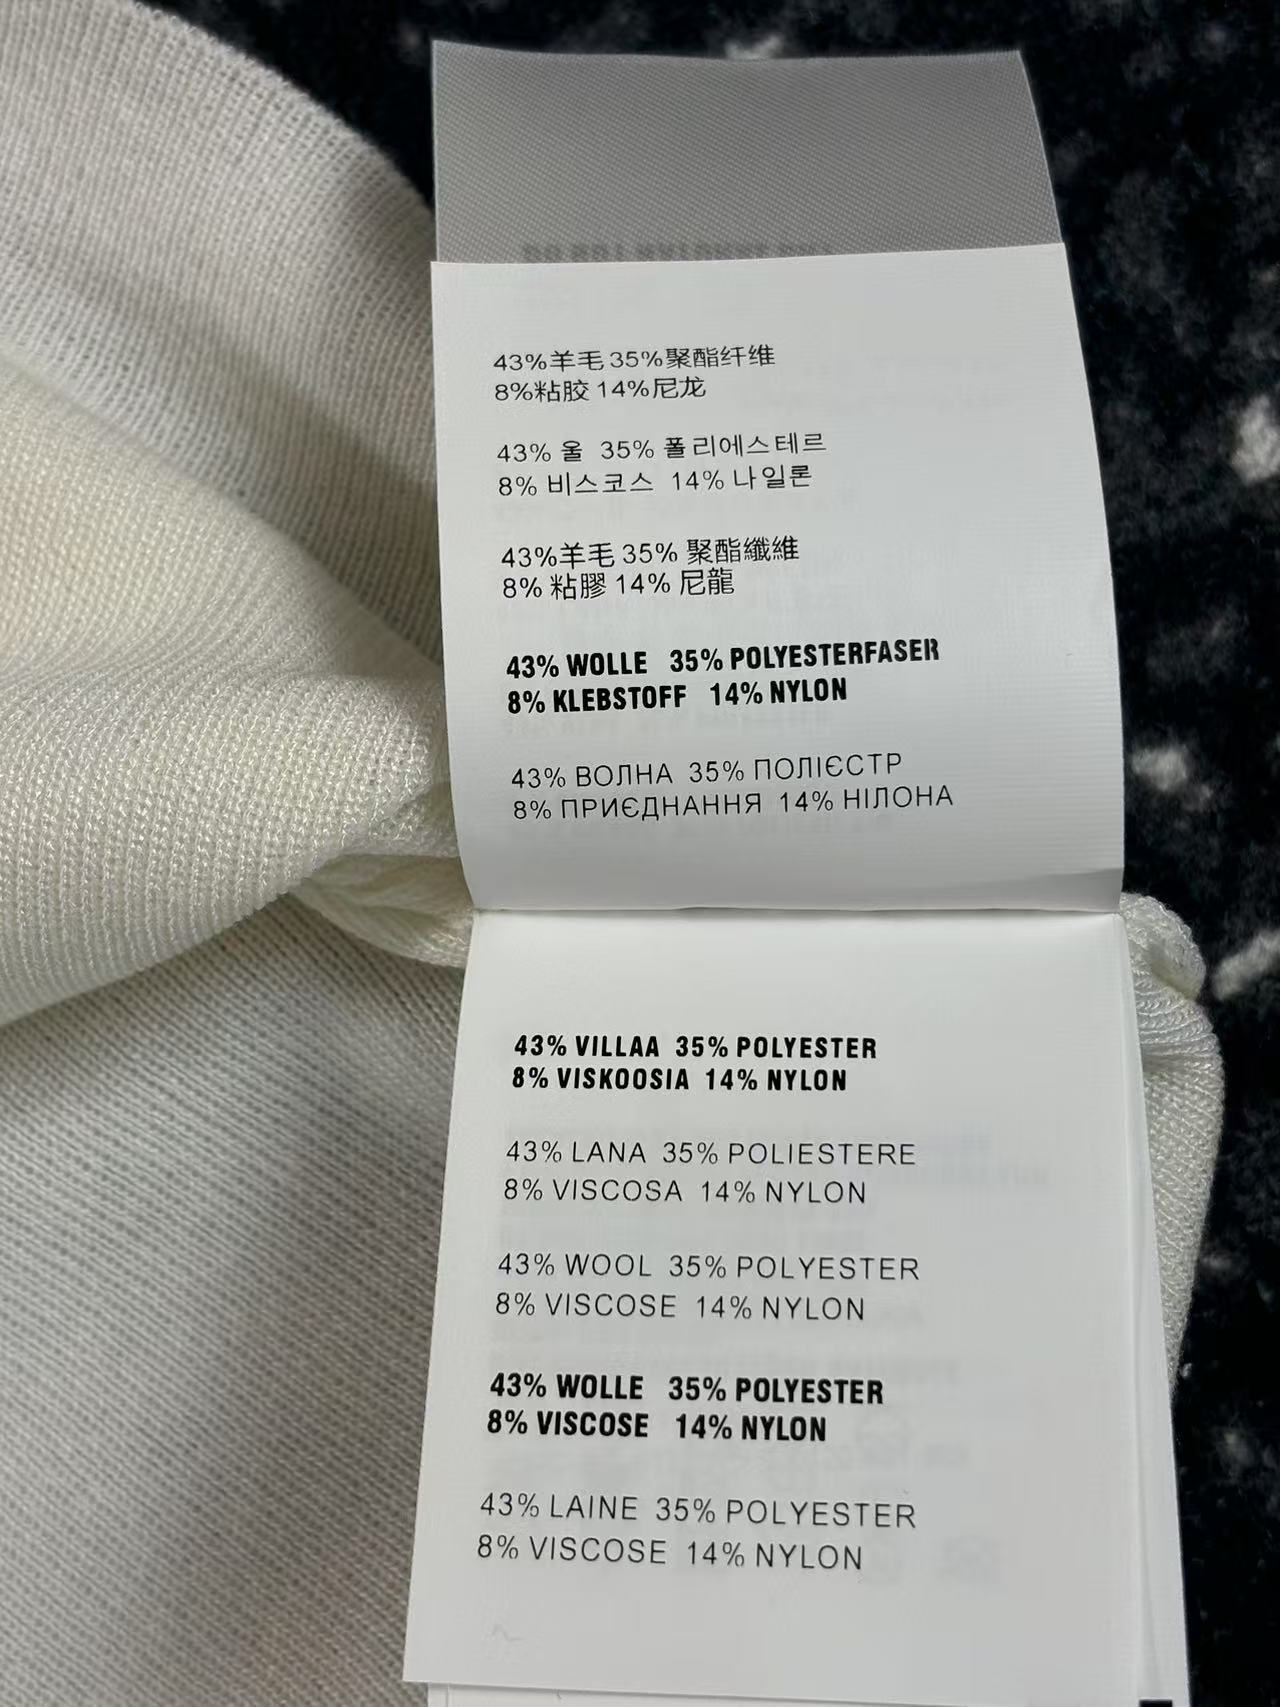 43%羊毛 35%聚酯纤维
8%粘胶 14%尼龙
43% 울 35% 폴리에스테르
8% 비스코스 14% 나일론
43%羊毛 35% 聚酯纖維
8% 粘膠 14% 尼龍
43% WOLLE 35% POLYESTERFASER
8% KLEBSTOFF 14% NYLON
43% ВОЛНА 35% ПОЛІЄСТР
8% ПРИЄДНАННЯ 14% НІЛОНА
43% VILLAA 35% POLYESTER
8% VISKOOSIA 14% NYLON
43% LANA 35% POLIESTERE
8% VISCOSA 14% NYLON
43% WOOL 35% POLYESTER
8% VISCOSE 14% NYLON
43% WOLLE 35% POLYESTER
8% VISCOSE 14% NYLON
43% LAINE 35% POLYESTER
8% VISCOSE 14% NYLON